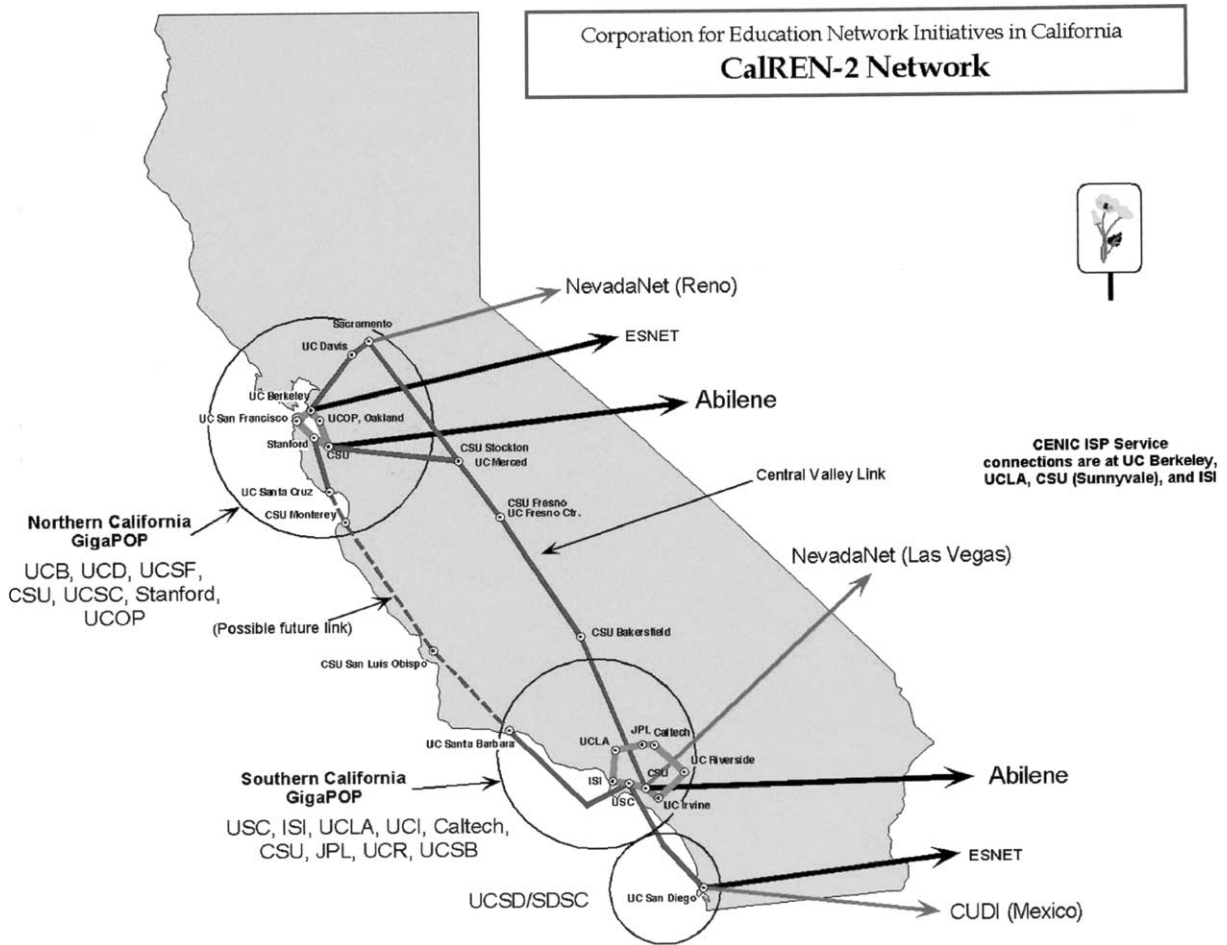 Corporation for Education Network Initiatives in California
CalREN-2 Network
NevadaNet (Reno)
Sacramento
ESNET
UC Davis
UC Berkeley
Abilene
UC San Francisco
UCOP, Oakland
Stanford
CSU
CSU Stockton
UC Merced
CENIC ISP Service
connections are at UC Berkeley,
UCLA, CSU (Sunnyvale), and ISI
Central Valley Link
UC Santa Cruz
CSU Fresno
UC Fresno Ctr.
CSU Monterey
Northern California
GigaPOP
UCB, UCD, UCSF,
CSU, UCSC, Stanford,
UCOP
NevadaNet (Las Vegas)
(Possible future link)
CSU Bakersfield
CSU San Luis Obispo
JPL
Caltech
UCLA
UC Santa Barbara
UC Riverside
ISI
CSU
Abilene
USC
UC Irvine
Southern California
GigaPOP
USC, ISI, UCLA, UCI, Caltech,
CSU, JPL, UCR, UCSB
ESNET
UCSD/SDSC
UC San Diego
CUDI (Mexico)